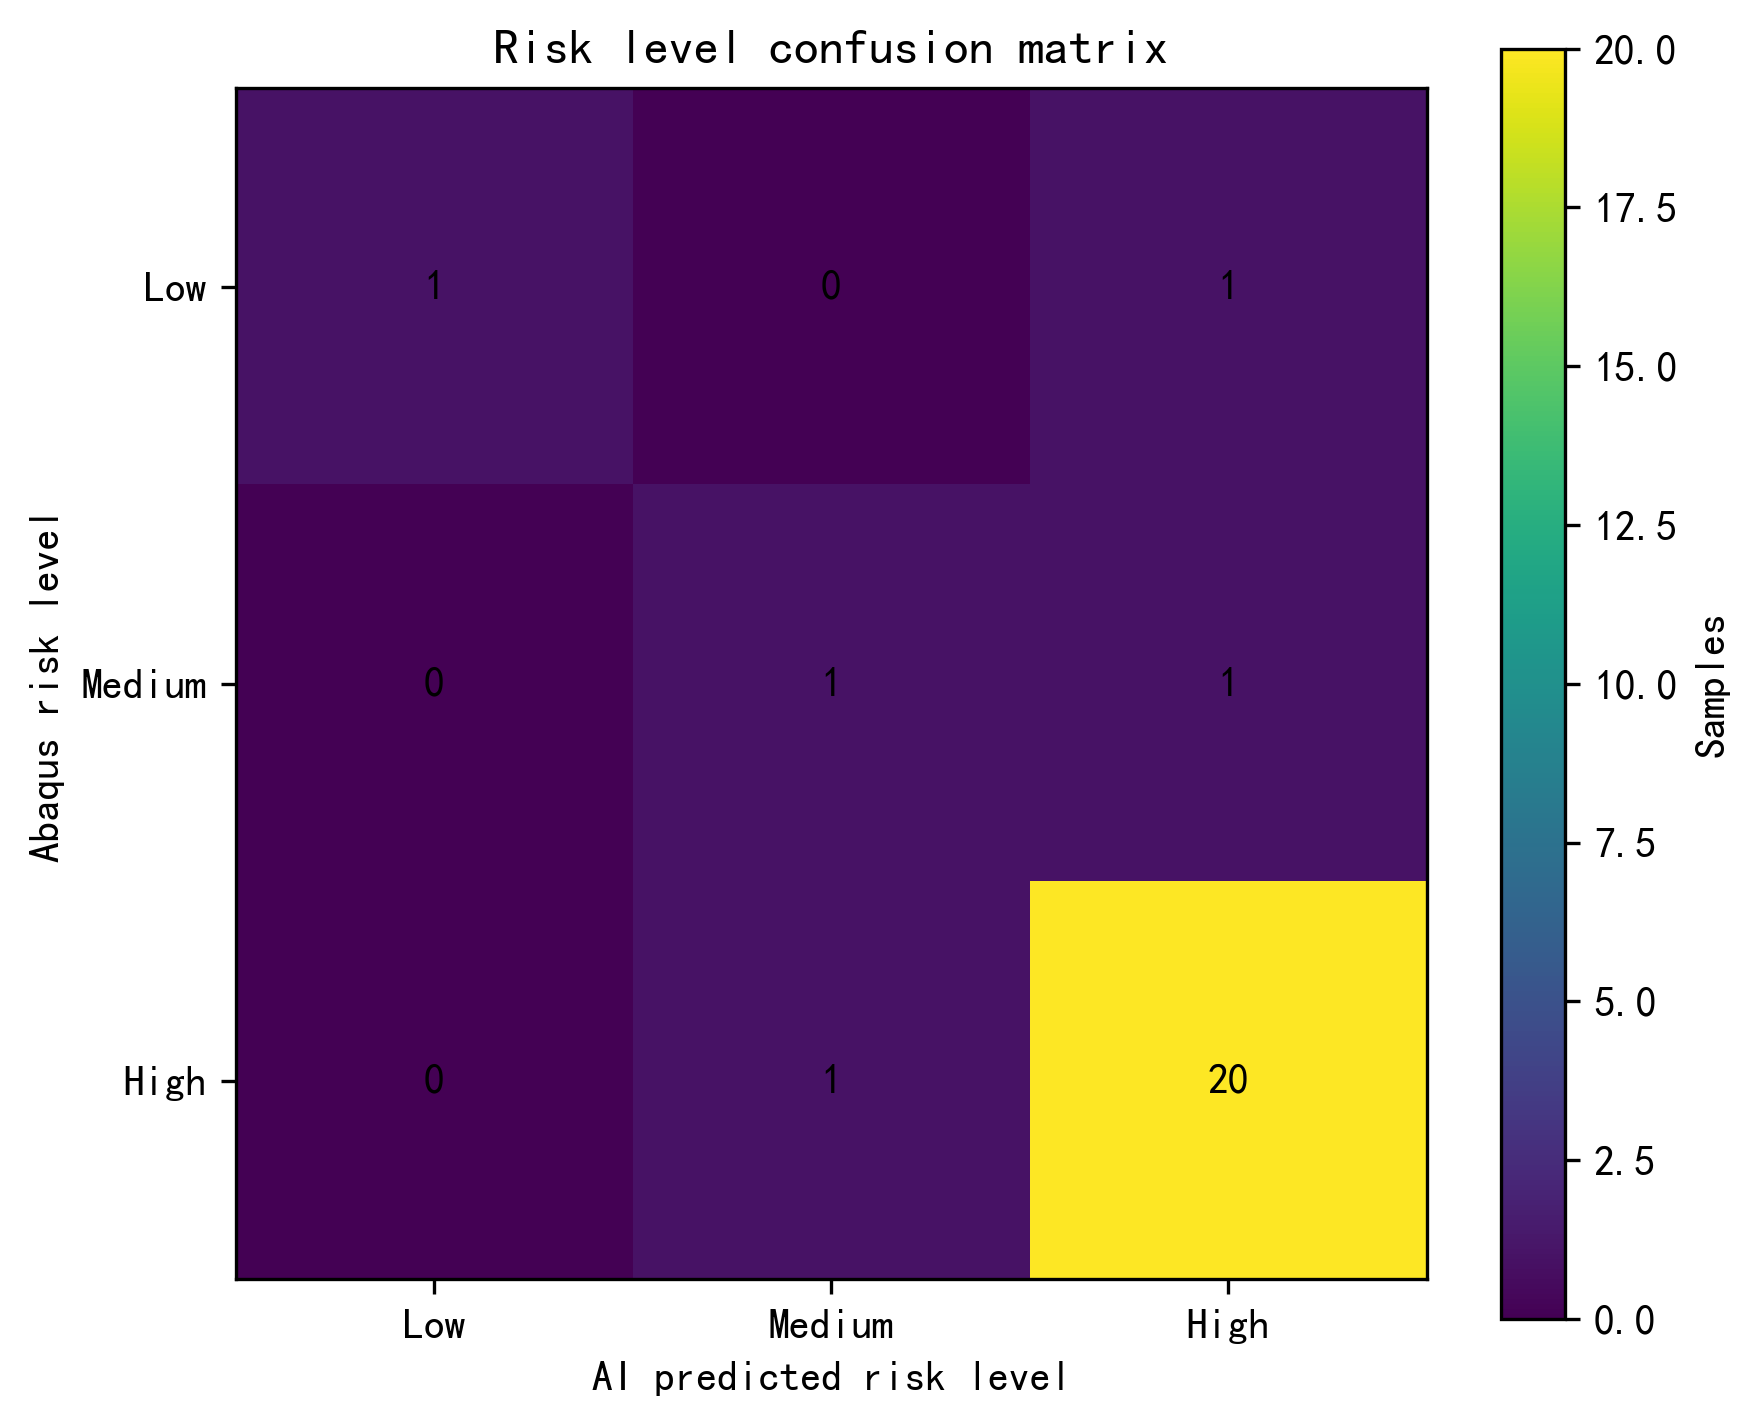 Risk level confusion matrix
20.0
17.5
15.0
12.5
10.0
7.5
5.0
2.5
0.0
Samples
Abaqus risk level
Low
1 0 1
Medium
0 1 1
High
0 1 20
Low Medium High
AI predicted risk level